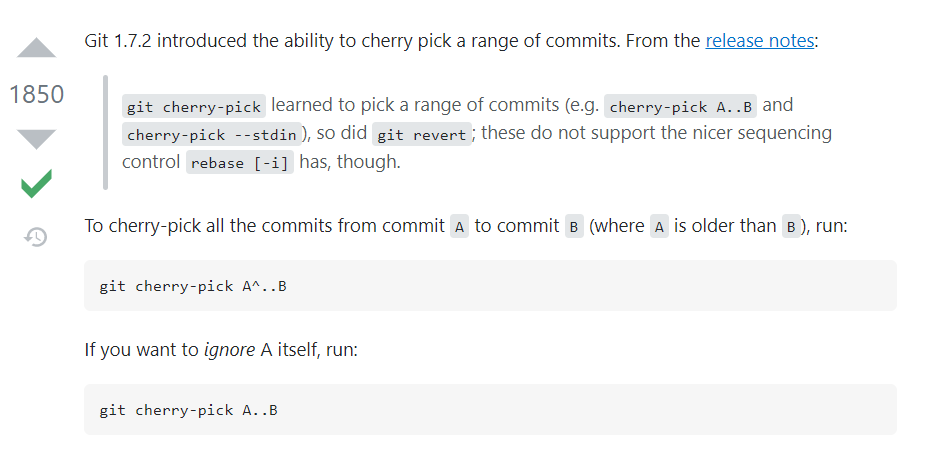 Git 1.7.2 introduced the ability to cherry pick a range of commits. From the release notes:
1850
git cherry-pick learned to pick a range of commits (e.g. cherry-pick A..B and
cherry-pick --stdin), so did git revert; these do not support the nicer sequencing
control rebase [-i] has, though.
To cherry-pick all the commits from commit A to commit B (where A is older than B), run:
git cherry-pick A^..B
If you want to ignore A itself, run:
git cherry-pick A..B